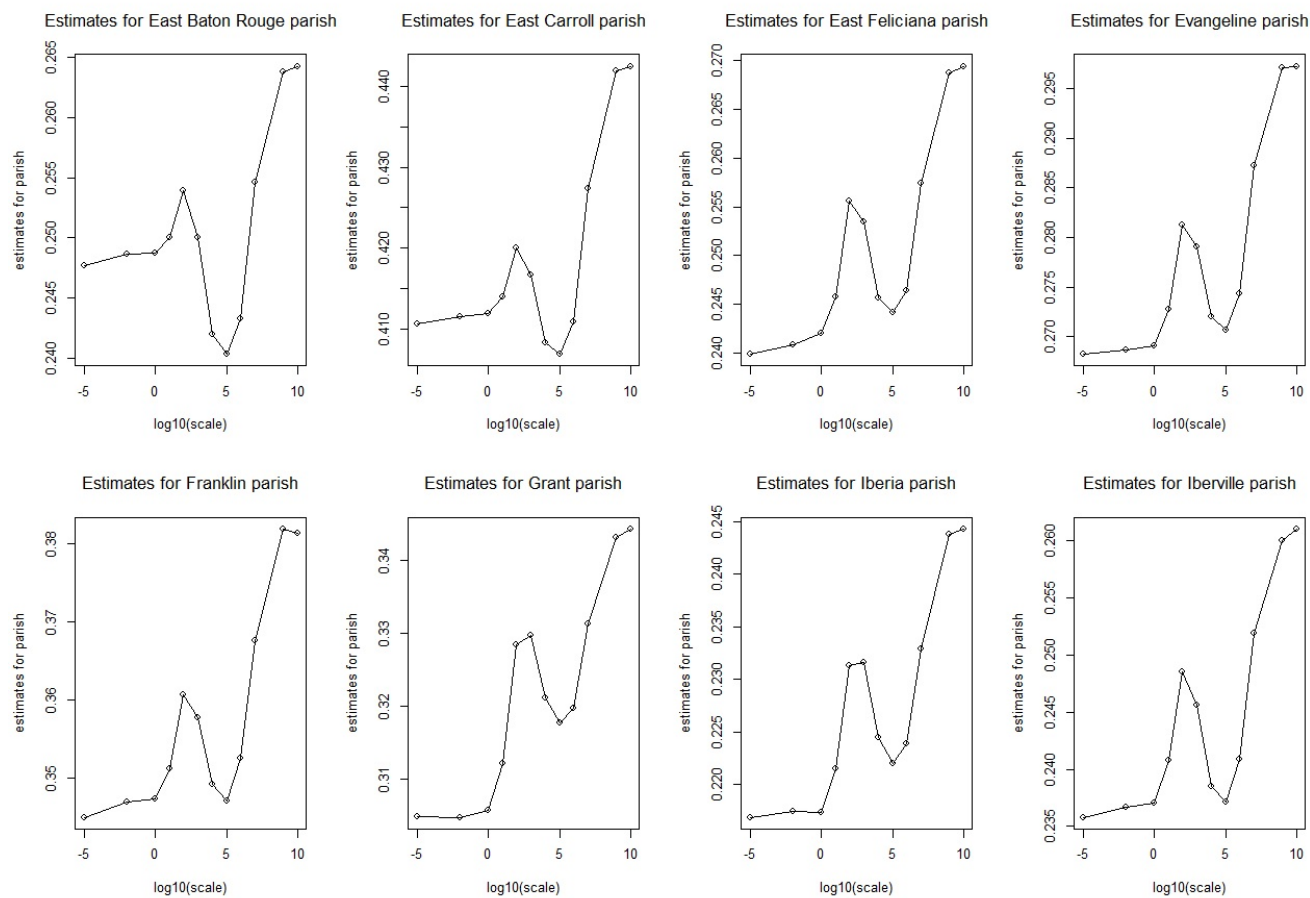 Estimates for East Baton Rouge parish
estimates for parish
0.240 0.245 0.250 0.255 0.260 0.265
-5 0 5 10
log10(scale)
Estimates for East Carroll parish
estimates for parish
0.410 0.420 0.430 0.440
-5 0 5 10
log10(scale)
Estimates for East Feliciana parish
estimates for parish
0.240 0.245 0.250 0.255 0.260 0.265 0.270
-5 0 5 10
log10(scale)
Estimates for Evangeline parish
estimates for parish
0.270 0.275 0.280 0.285 0.290 0.295
-5 0 5 10
log10(scale)
Estimates for Franklin parish
estimates for parish
0.35 0.36 0.37 0.38
-5 0 5 10
log10(scale)
Estimates for Grant parish
estimates for parish
0.31 0.32 0.33 0.34
-5 0 5 10
log10(scale)
Estimates for Iberia parish
estimates for parish
0.220 0.225 0.230 0.235 0.240 0.245
-5 0 5 10
log10(scale)
Estimates for Iberville parish
estimates for parish
0.235 0.240 0.245 0.250 0.255 0.260
-5 0 5 10
log10(scale)